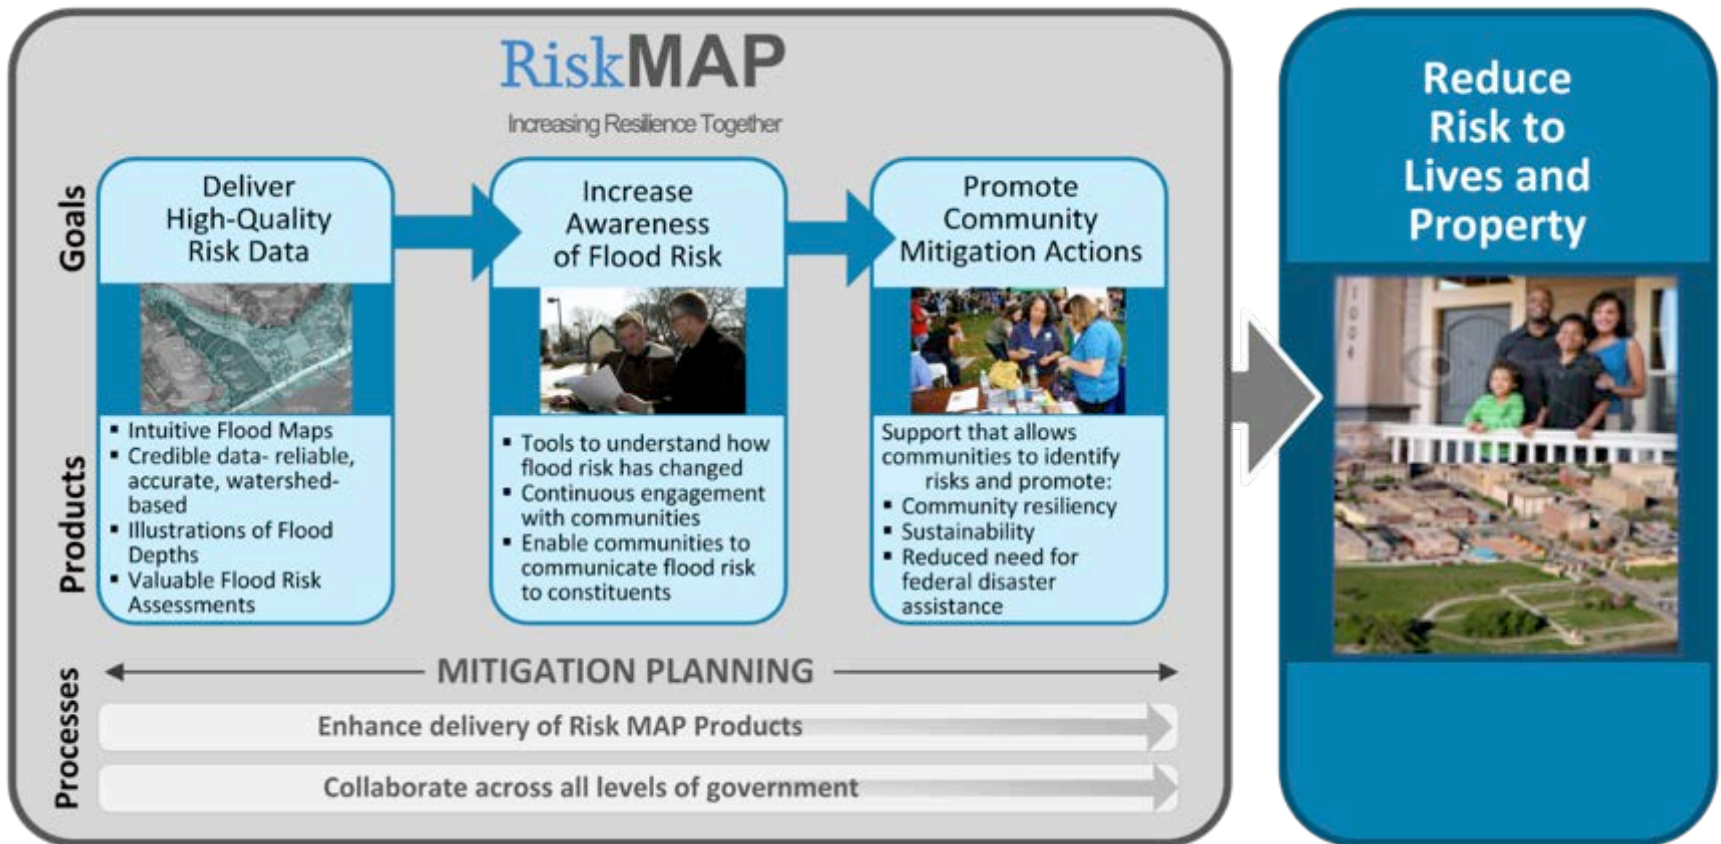 RiskMAP
Increasing Resilience Together
Goals
Deliver
High-Quality
Risk Data
Increase
Awareness
of Flood Risk
Promote
Community
Mitigation Actions
Products
▪ Intuitive Flood Maps
▪ Credible data- reliable,
accurate, watershed-
based
▪ Illustrations of Flood
Depths
▪ Valuable Flood Risk
Assessments
▪ Tools to understand how
flood risk has changed
▪ Continuous engagement
with communities
▪ Enable communities to
communicate flood risk
to constituents
Support that allows
communities to identify
risks and promote:
▪ Community resiliency
▪ Sustainability
▪ Reduced need for
federal disaster
assistance
Processes
MITIGATION PLANNING
Enhance delivery of Risk MAP Products
Collaborate across all levels of government
Reduce
Risk to
Lives and
Property